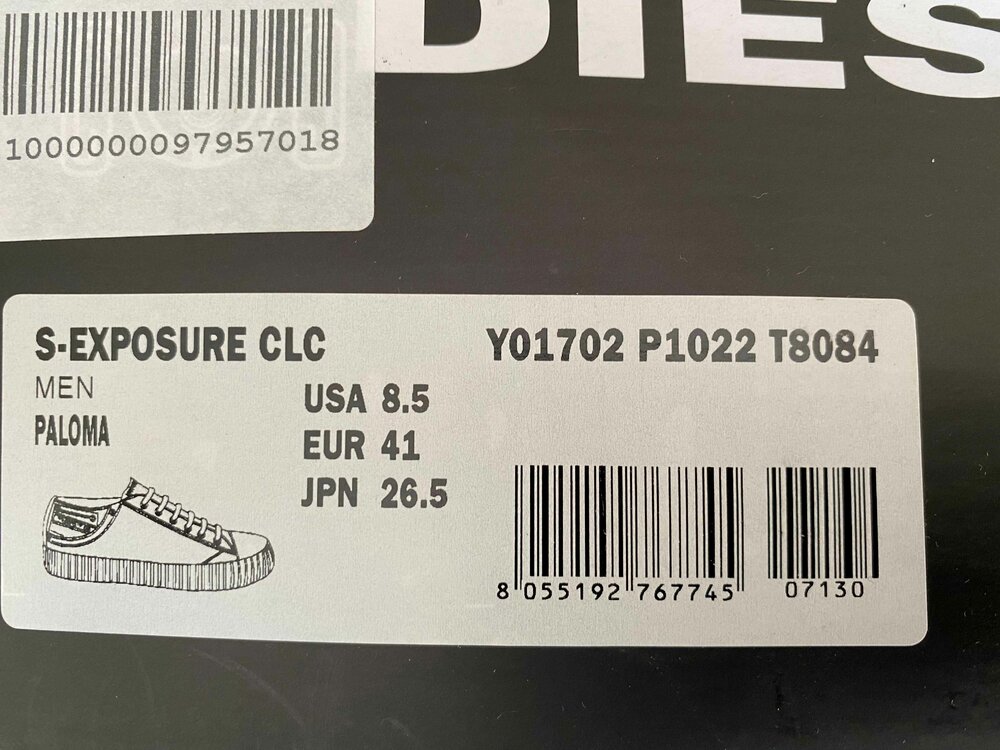 DIES
1000000097957018
S-EXPOSURE CLC
Y01702 P1022 T8084
MEN
PALOMA
USA 8.5
EUR 41
JPN 26.5
8 055192 767745
07130